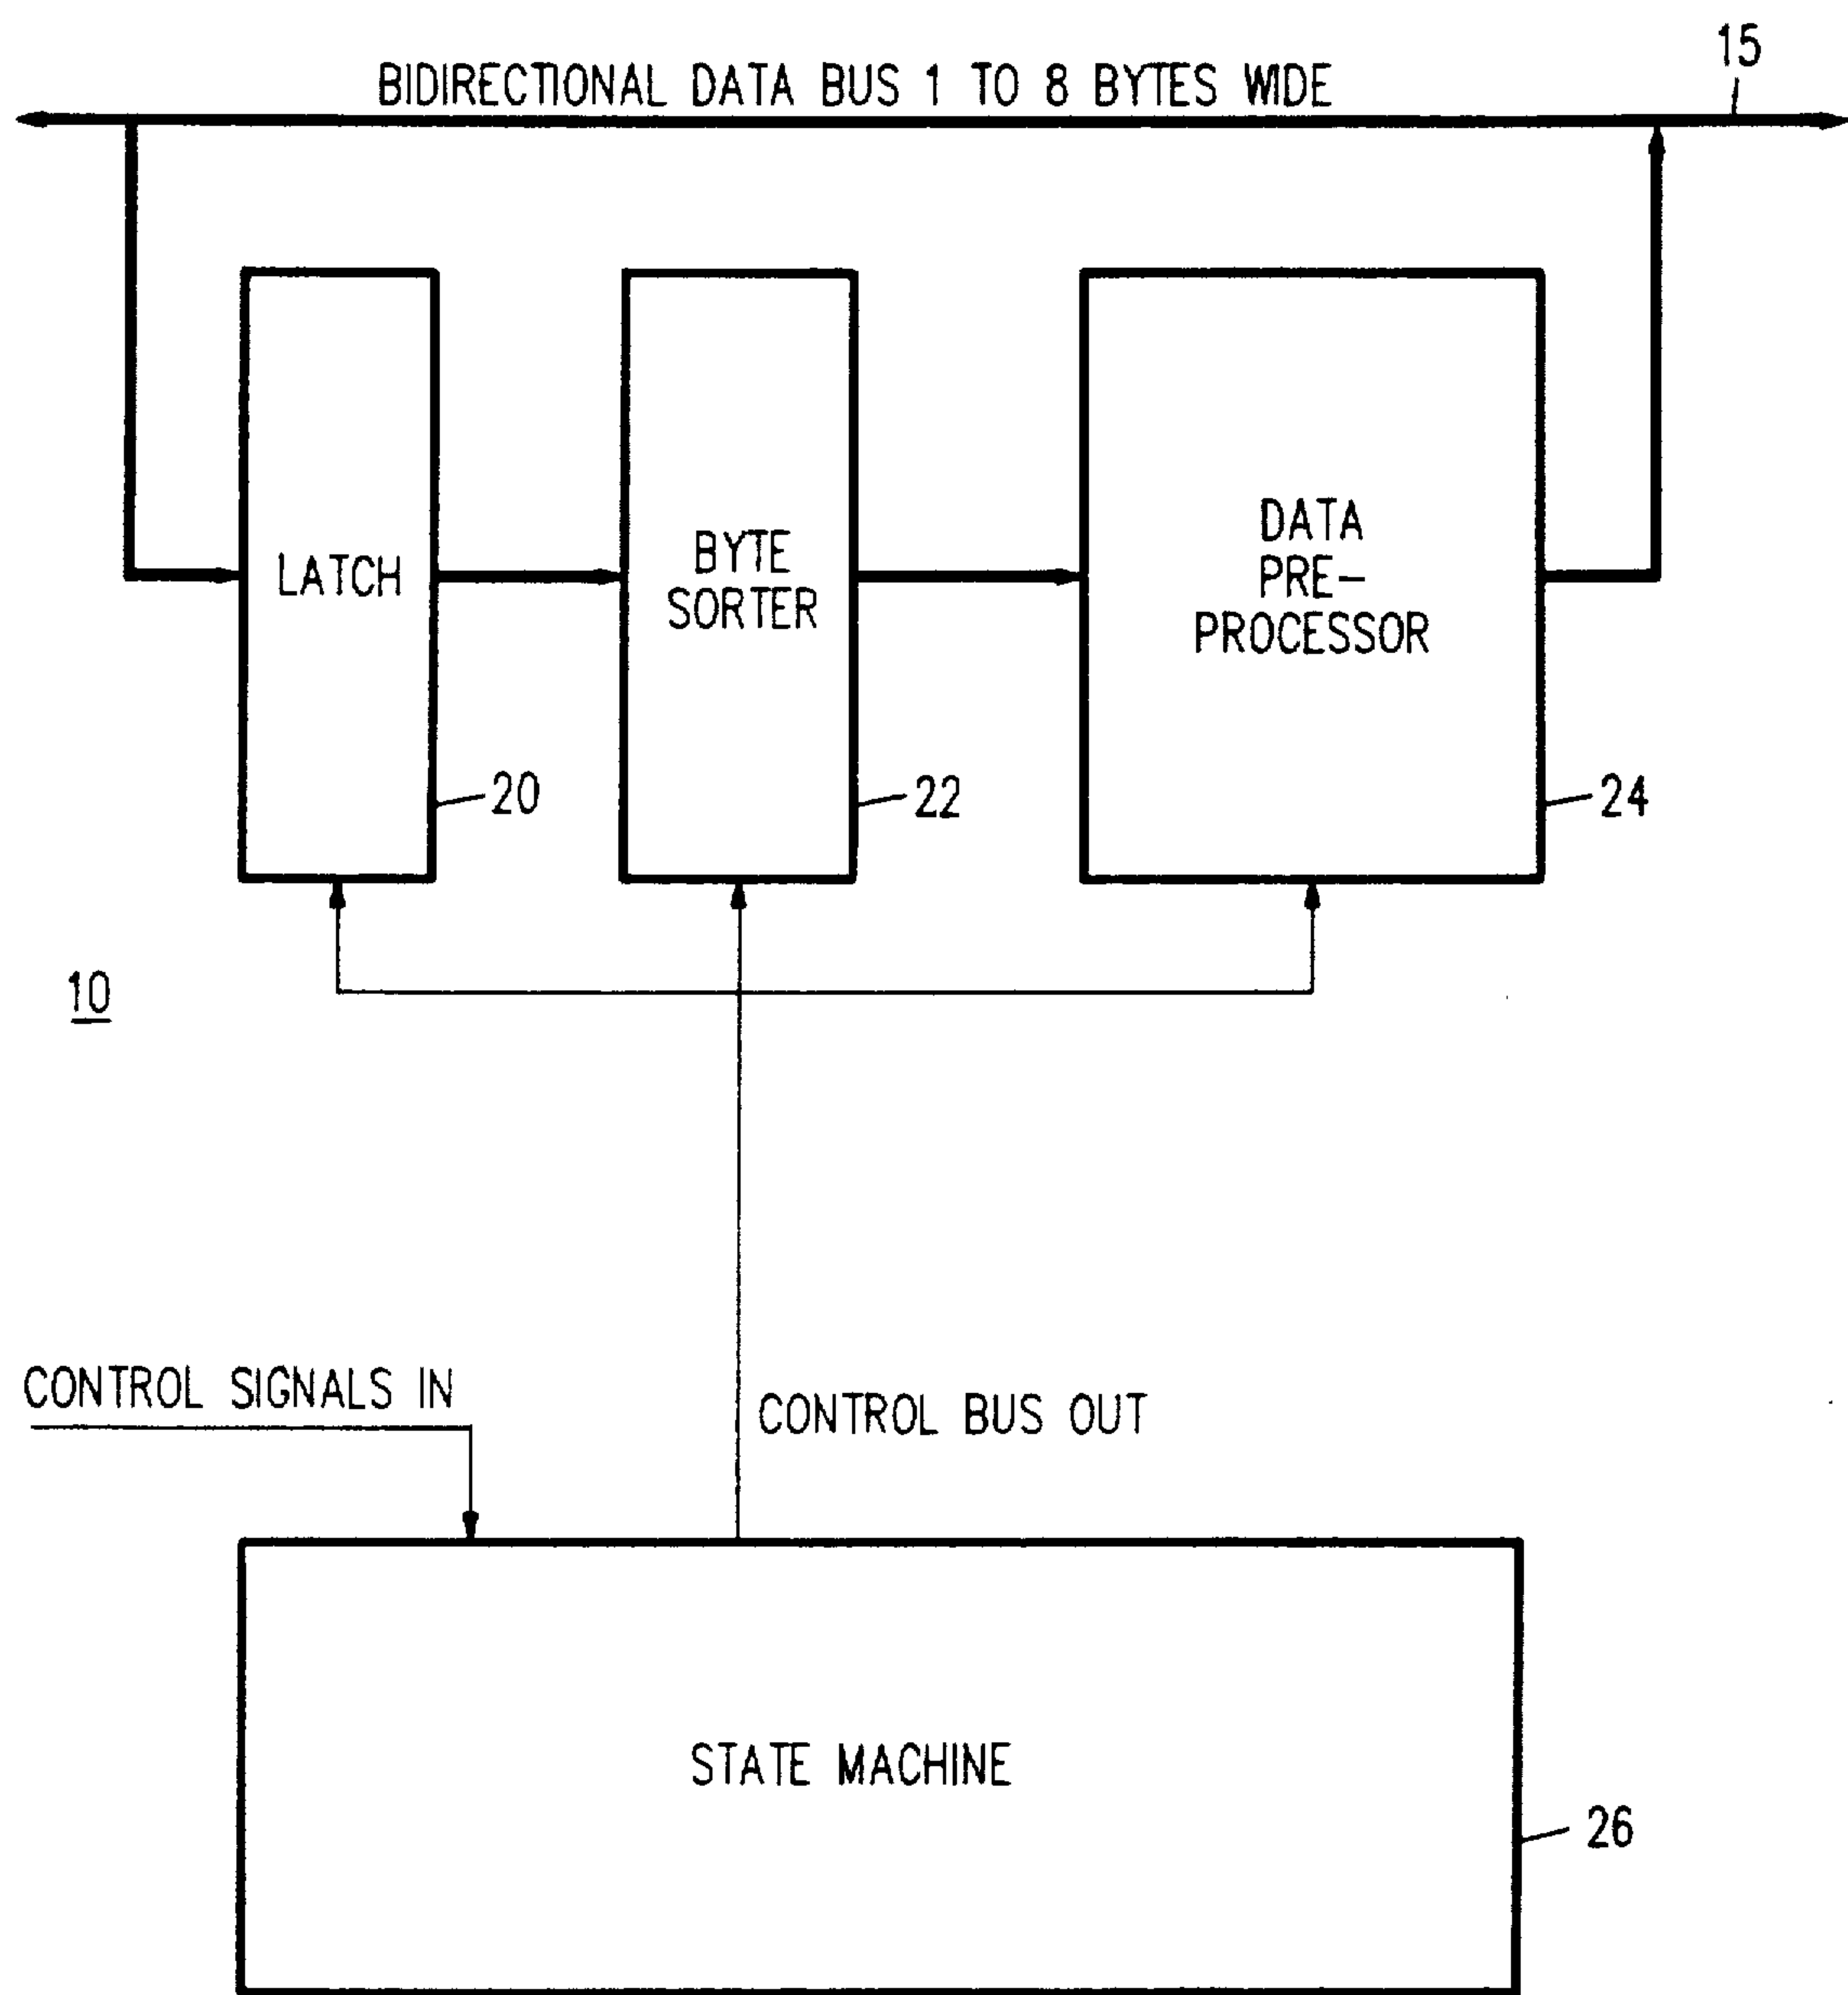 15
BIDIRECTIONAL DATA BUS 1 TO 8 BYTES WIDE
LATCH
BYTE
SORTER
DATA
PRE-
PROCESSOR
20
22
24
10
CONTROL SIGNALS IN
CONTROL BUS OUT
STATE MACHINE
26